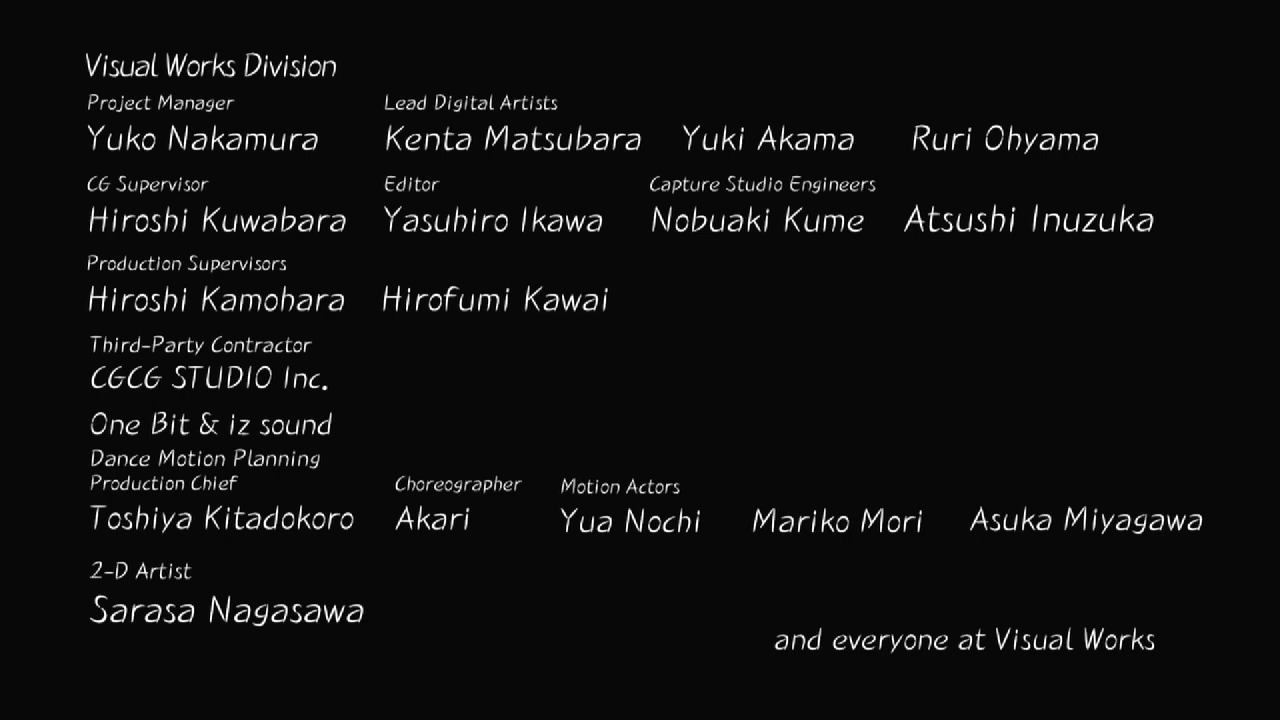 Visual Works Division
Project Manager Lead Digital Artists
Yuko Nakamura Kenta Matsubara Yuki Akama Ruri Ohyama
CG Supervisor Editor Capture Studio Engineers
Hiroshi Kuwabara Yasuhiro Ikawa Nobuaki Kume Atsushi Inuzuka
Production Supervisors
Hiroshi Kamohara Hirofumi Kawai
Third-Party Contractor
CGCG STUDIO Inc.
One Bit & iz sound
Dance Motion Planning
Production Chief Choreographer Motion Actors
Toshiya Kitadokoro Akari Yua Nochi Mariko Mori Asuka Miyagawa
2-D Artist
Sarasa Nagasawa
and everyone at Visual Works